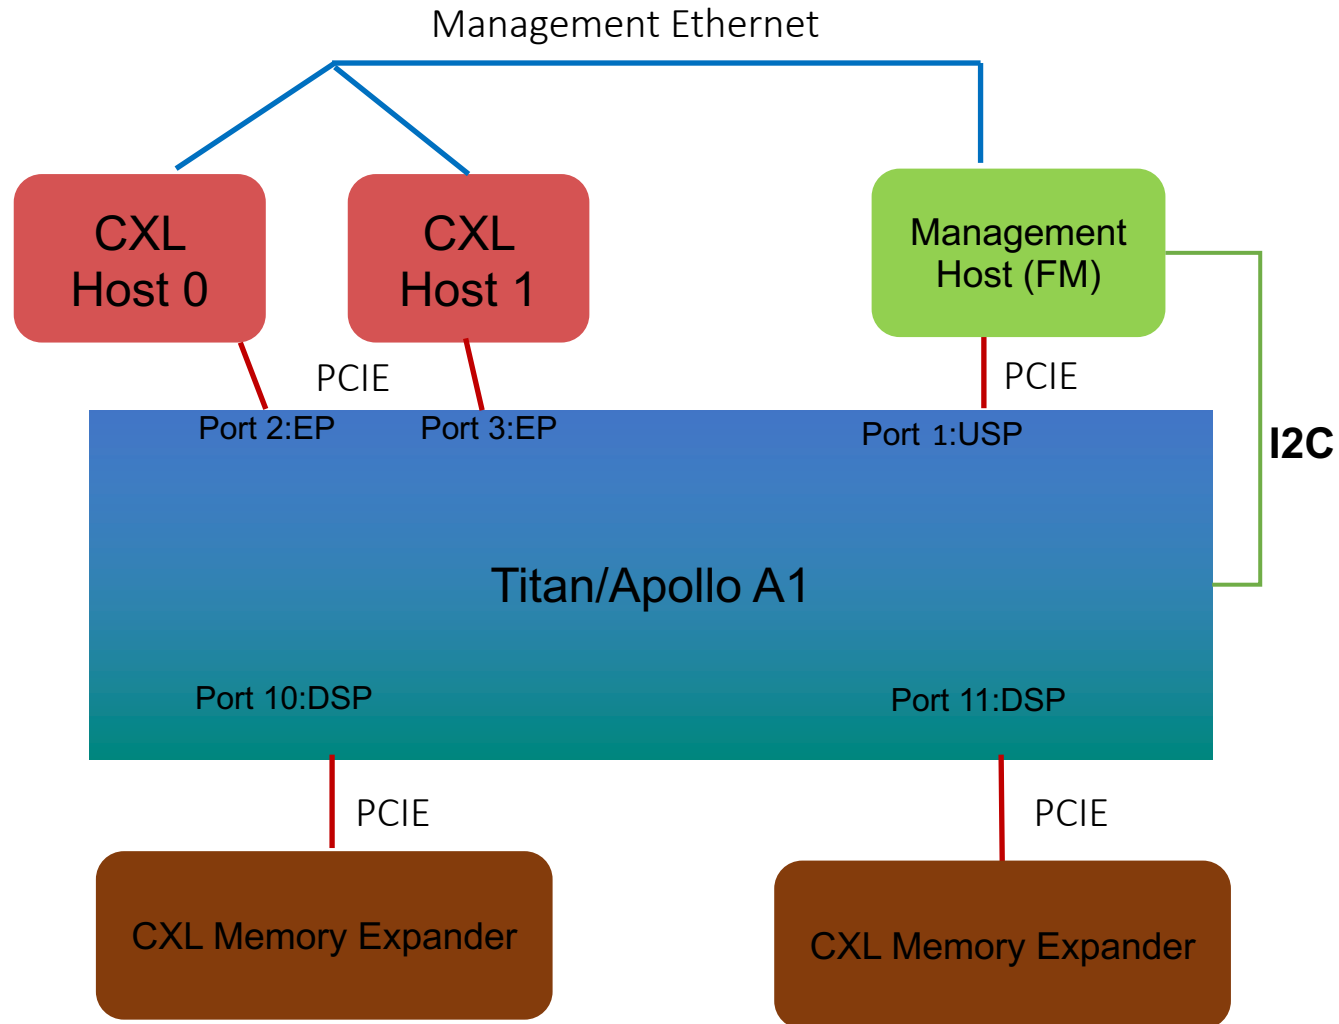 Management Ethernet
CXL
Host 0
CXL
Host 1
Management
Host (FM)
PCIE
PCIE
I2C
Port 2:EP
Port 3:EP
Port 1:USP
Titan/Apollo A1
Port 10:DSP
Port 11:DSP
PCIE
PCIE
CXL Memory Expander
CXL Memory Expander